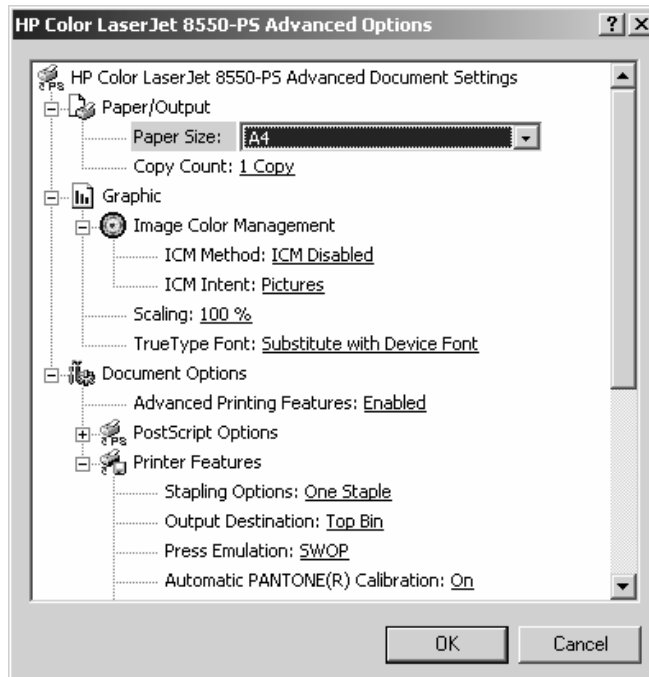 HP Color LaserJet 8550-PS Advanced Options
HP Color LaserJet 8550-PS Advanced Document Settings
Paper/Output
Paper Size: A4
Copy Count: 1 Copy
Graphic
Image Color Management
ICM Method: ICM Disabled
ICM Intent: Pictures
Scaling: 100 %
TrueType Font: Substitute with Device Font
Document Options
Advanced Printing Features: Enabled
PostScript Options
Printer Features
Stapling Options: One Staple
Output Destination: Top Bin
Press Emulation: SWOP
Automatic PANTONE(R) Calibration: On
OK Cancel